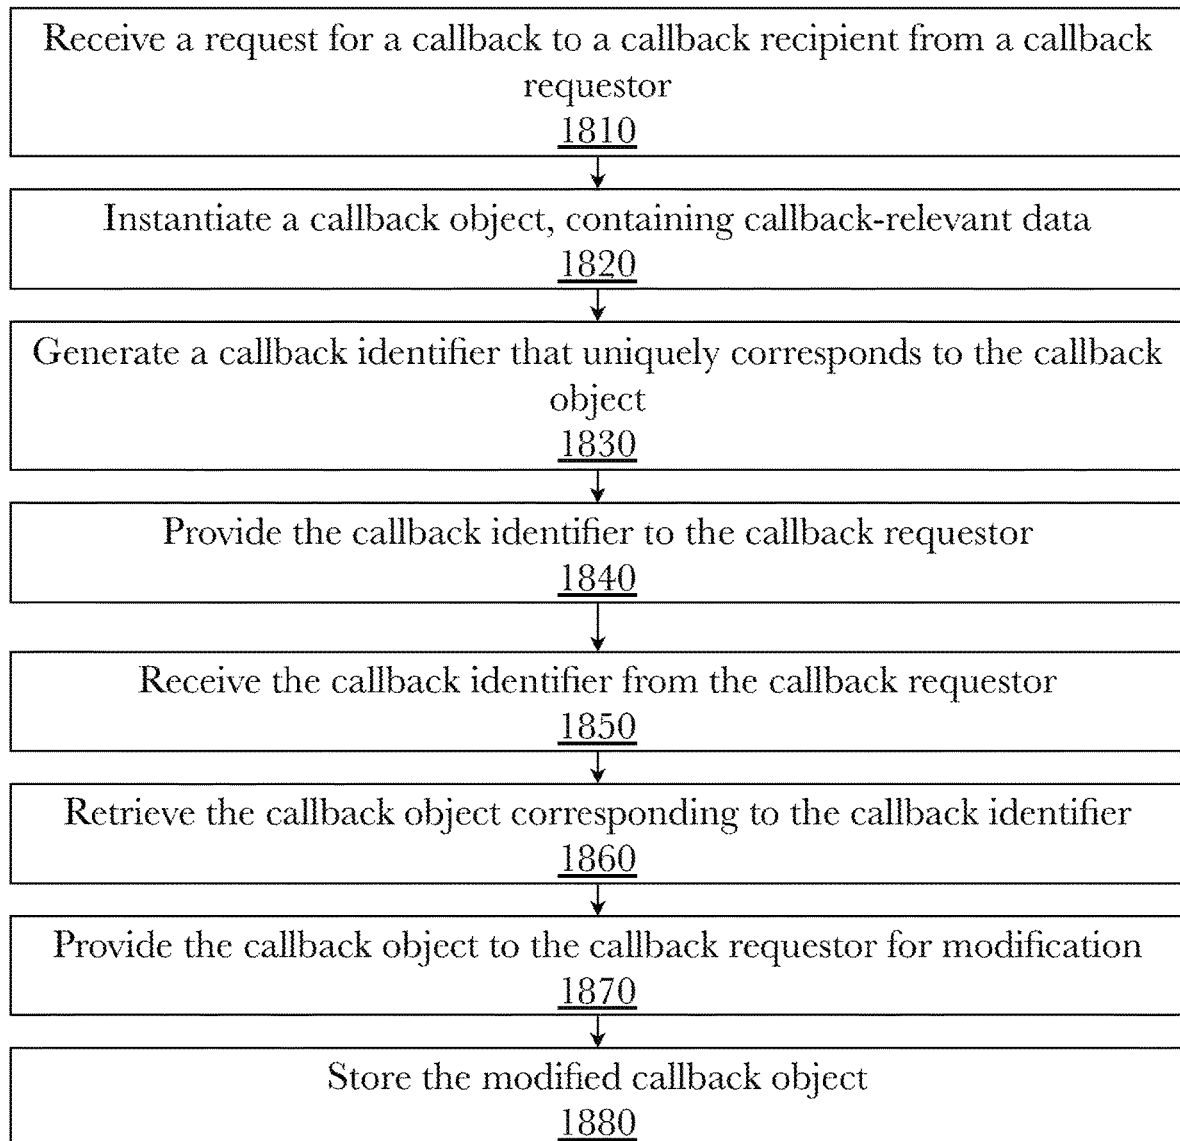 Receive a request for a callback to a callback recipient from a callback
requestor
1810
Instantiate a callback object, containing callback-relevant data
1820
Generate a callback identifier that uniquely corresponds to the callback
object
1830
Provide the callback identifier to the callback requestor
1840
Receive the callback identifier from the callback requestor
1850
Retrieve the callback object corresponding to the callback identifier
1860
Provide the callback object to the callback requestor for modification
1870
Store the modified callback object
1880